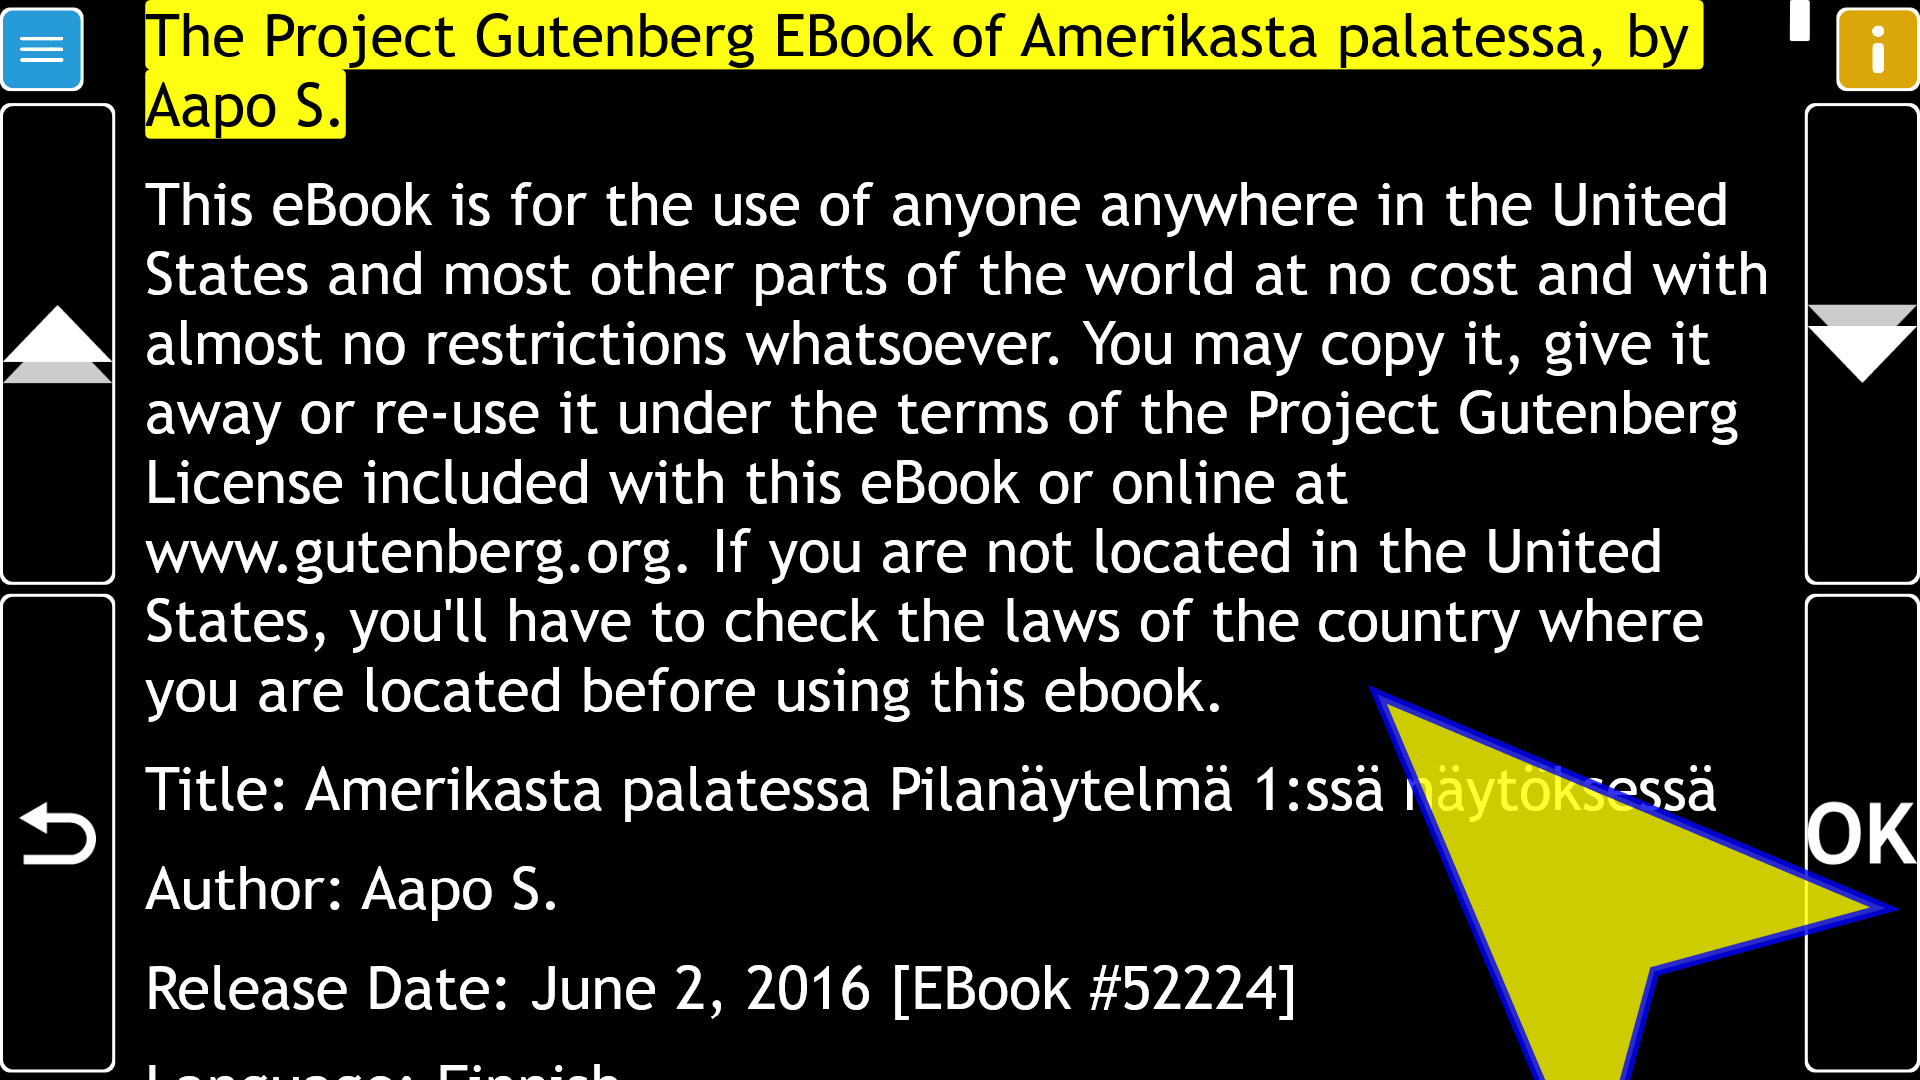 The Project Gutenberg EBook of Amerikasta palatessa, by
Aapo S.
This eBook is for the use of anyone anywhere in the United
States and most other parts of the world at no cost and with
almost no restrictions whatsoever. You may copy it, give it
away or re-use it under the terms of the Project Gutenberg
License included with this eBook or online at
www.gutenberg.org. If you are not located in the United
States, you'll have to check the laws of the country where
you are located before using this ebook.
Title: Amerikasta palatessa Pilanäytelmä 1:ssä näytöksessä
OK
Author: Aapo S.
Release Date: June 2, 2016 [EBook #52224]
Language: Finnish